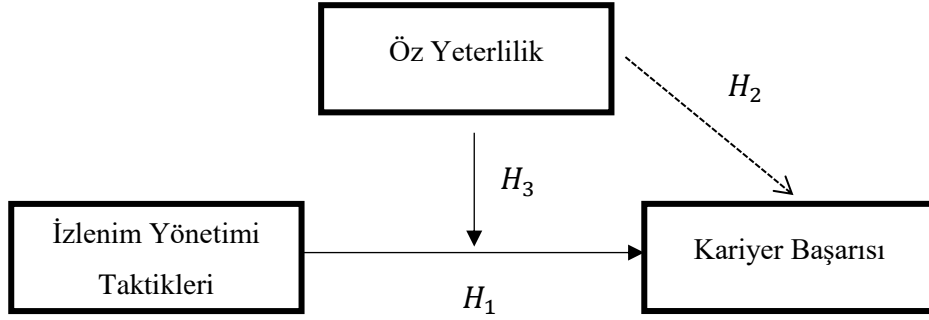 Öz Yeterlilik
H₂
H₃
İzlenim Yönetimi
Taktikleri
Kariyer Başarısı
H₁